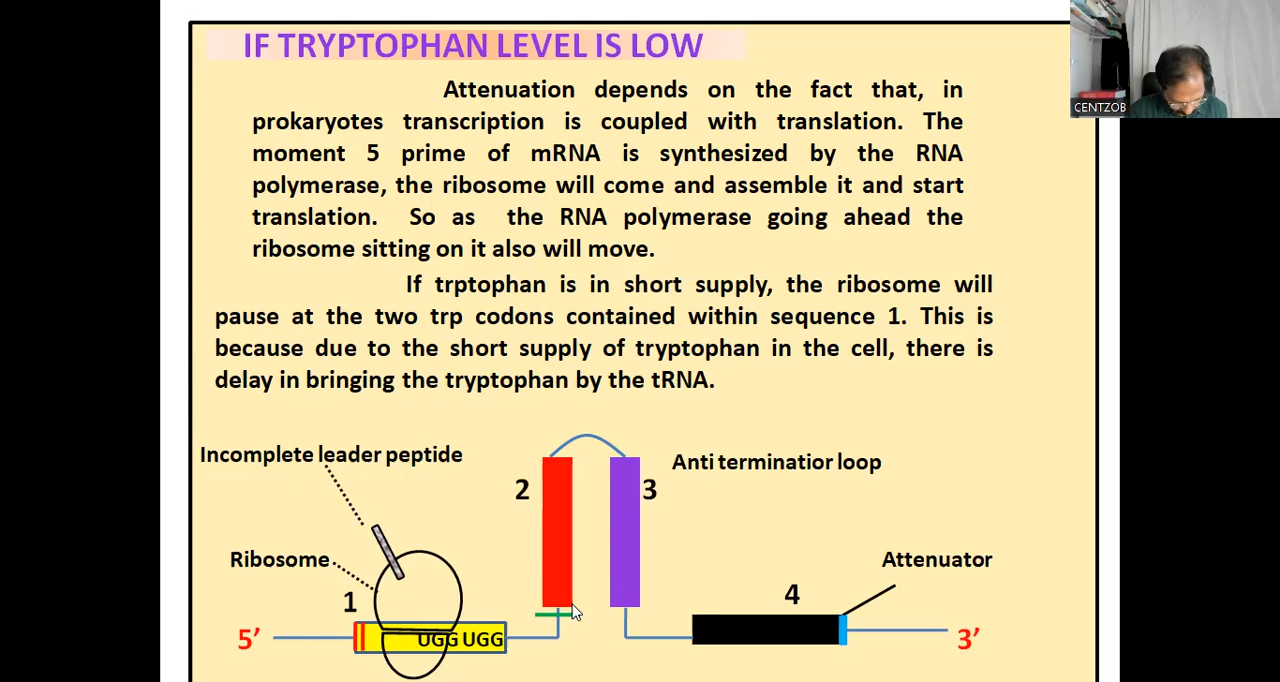 IF TRYPTOPHAN LEVEL IS LOW
Attenuation depends on the fact that, in
prokaryotes transcription is coupled with translation. The
moment 5 prime of mRNA is synthesized by the RNA
polymerase, the ribosome will come and assemble it and start
translation. So as the RNA polymerase going ahead the
ribosome sitting on it also will move.
If trptophan is in short supply, the ribosome will
pause at the two trp codons contained within sequence 1. This is
because due to the short supply of tryptophan in the cell, there is
delay in bringing the tryptophan by the tRNA.
Incomplete leader peptide
2
3
Anti terminatior loop
Ribosome
1
Attenuator
4
5’
UGG UGG
3’
CENTZOB